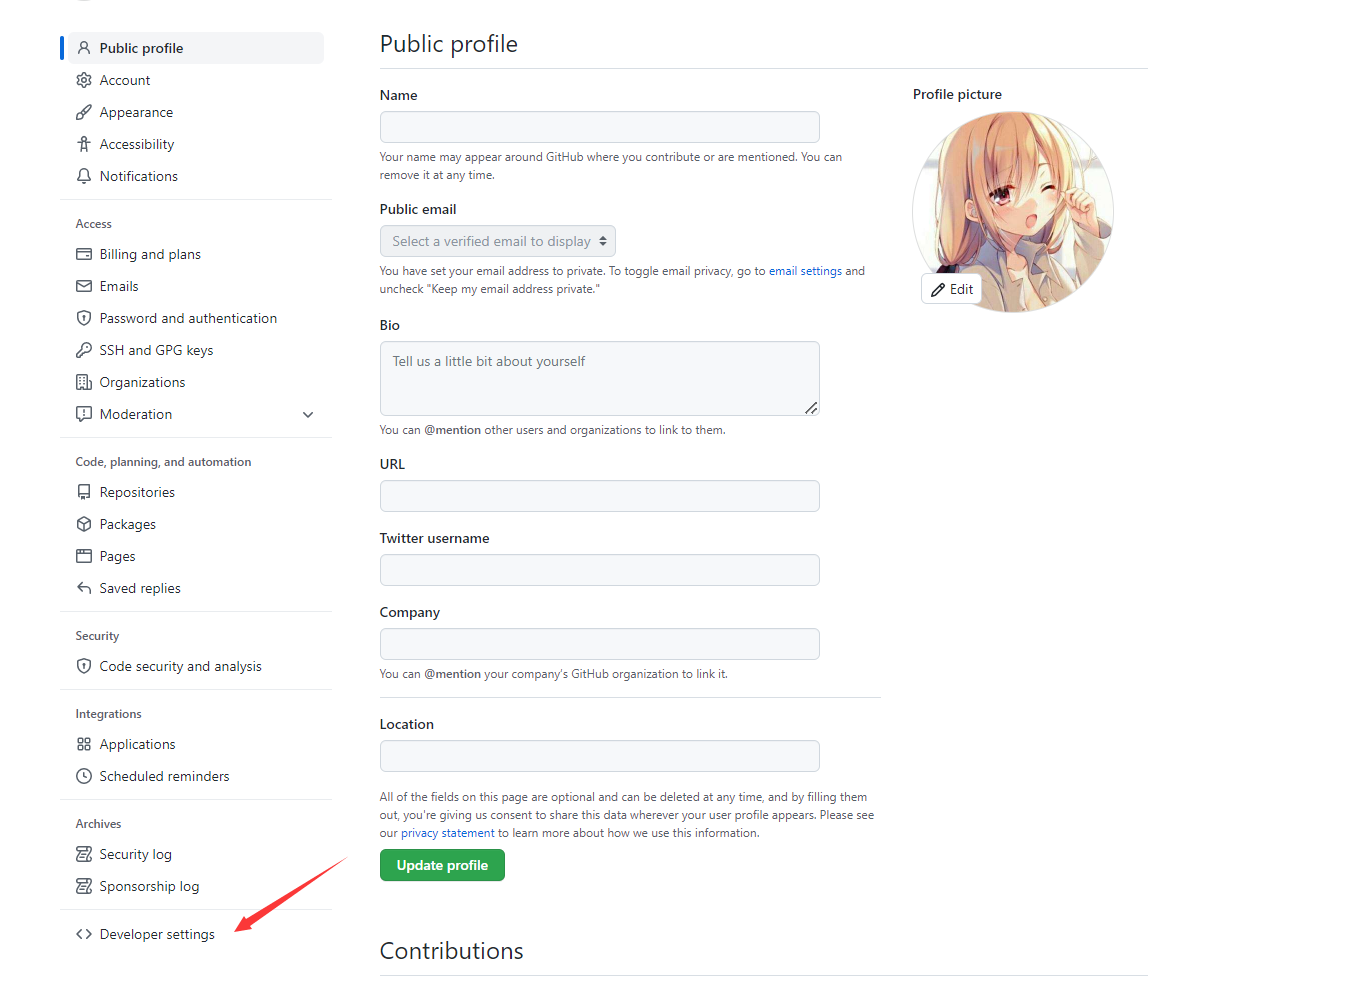 Public profile
Account
Appearance
Accessibility
Notifications
Access
Billing and plans
Emails
Password and authentication
SSH and GPG keys
Organizations
Moderation
Code, planning, and automation
Repositories
Packages
Pages
Saved replies
Security
Code security and analysis
Integrations
Applications
Scheduled reminders
Archives
Security log
Sponsorship log
Developer settings
Public profile
Name
Your name may appear around GitHub where you contribute or are mentioned. You can
remove it at any time.
Public email
Select a verified email to display
You have set your email address to private. To toggle email privacy, go to email settings and
uncheck "Keep my email address private."
Bio
Tell us a little bit about yourself
You can @mention other users and organizations to link to them.
URL
Twitter username
Company
You can @mention your company's GitHub organization to link it.
Location
All of the fields on this page are optional and can be deleted at any time, and by filling them
out, you're giving us consent to share this data wherever your user profile appears. Please see
our privacy statement to learn more about how we use this information.
Update profile
Contributions
Profile picture
Edit